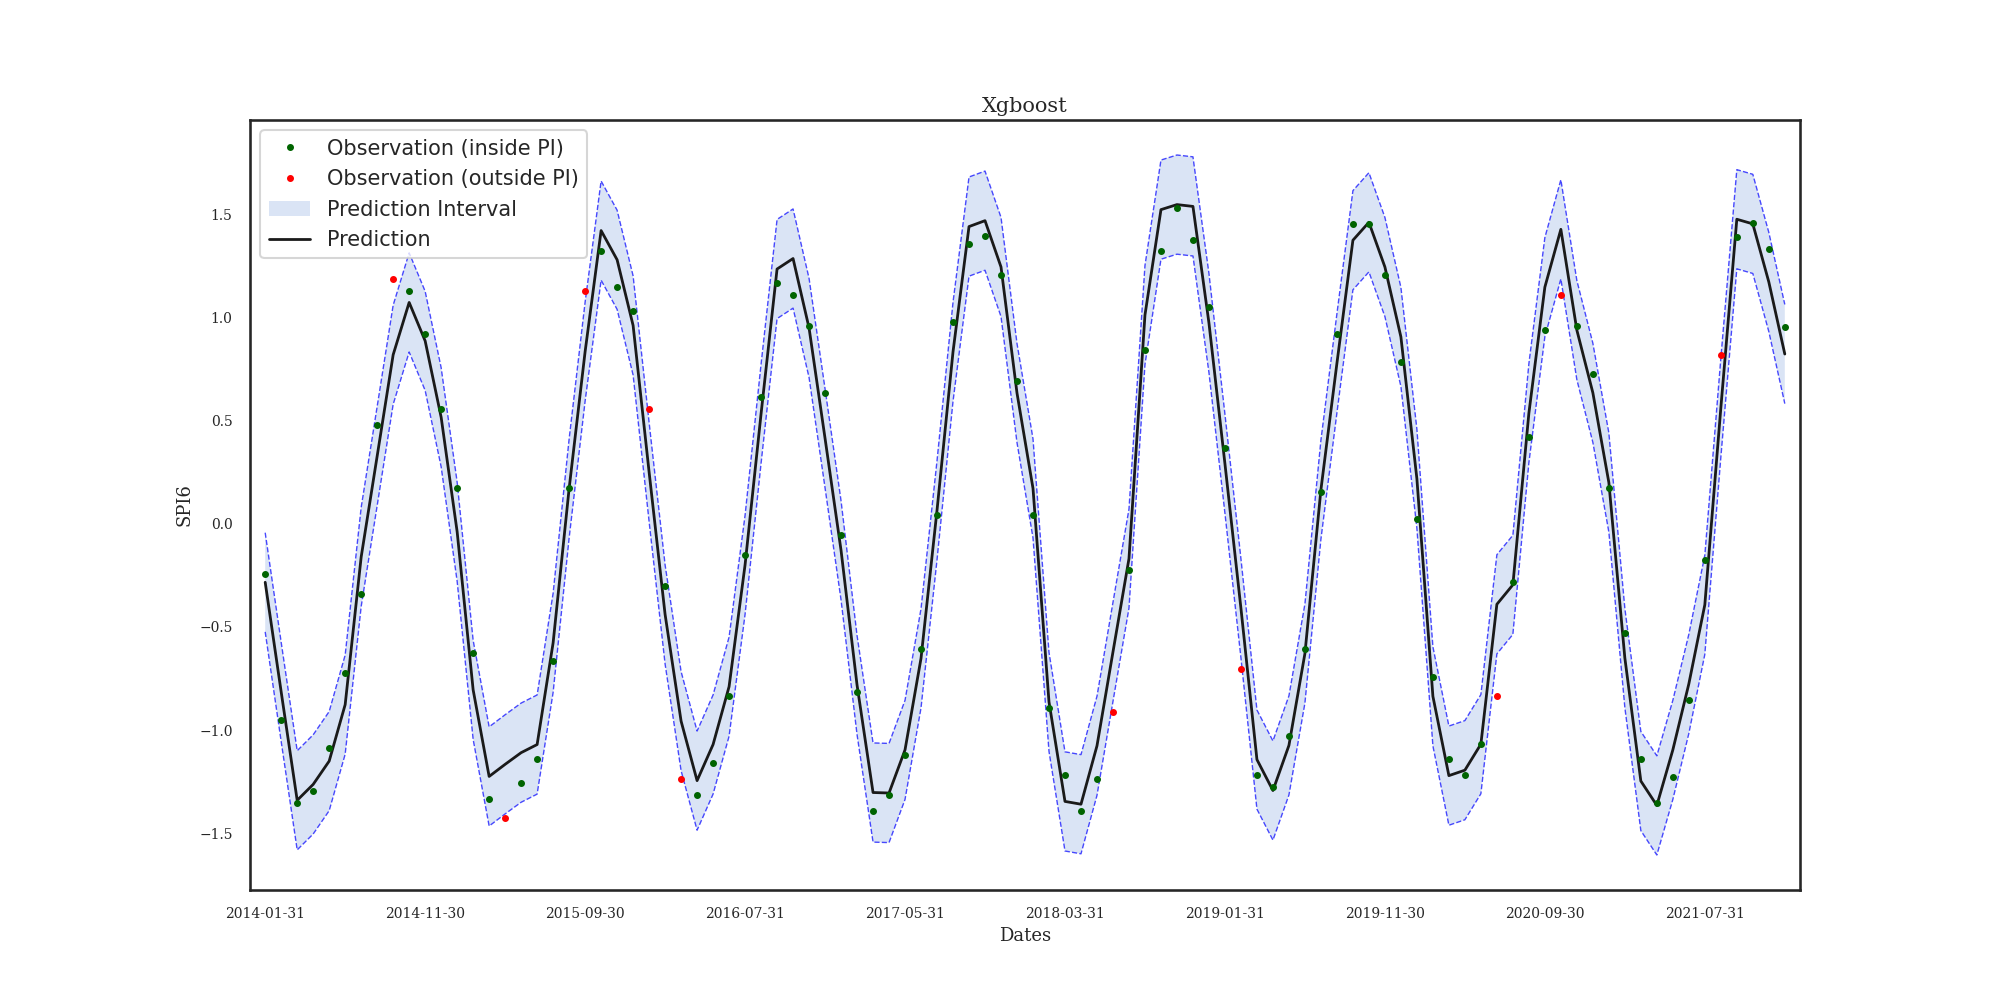 Xgboost
Observation (inside PI)
Observation (outside PI)
Prediction Interval
Prediction
1.5
1.0
0.5
0.0
−0.5
−1.0
−1.5
SPI6
2014-01-31 2014-11-30 2015-09-30 2016-07-31 2017-05-31 2018-03-31 2019-01-31 2019-11-30 2020-09-30 2021-07-31
Dates